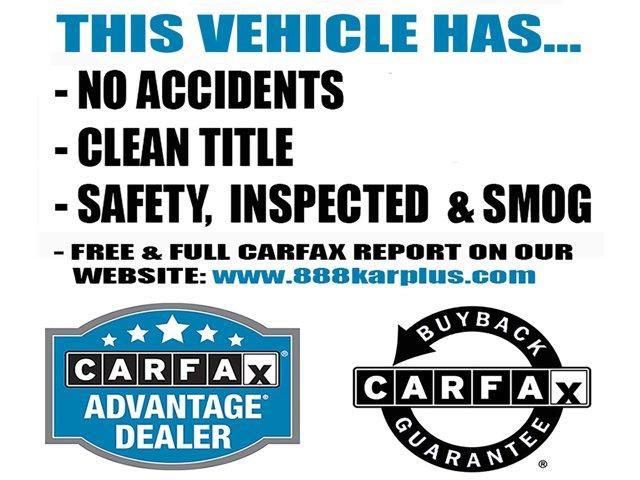 THIS VEHICLE HAS...
- NO ACCIDENTS
- CLEAN TITLE
- SAFETY, INSPECTED & SMOG
- FREE & FULL CARFAX REPORT ON OUR
WEBSITE: www.888karplus.com
CARFAX®
ADVANTAGE®
DEALER
BUYBACK
CARFAX
GUARANTEE
®